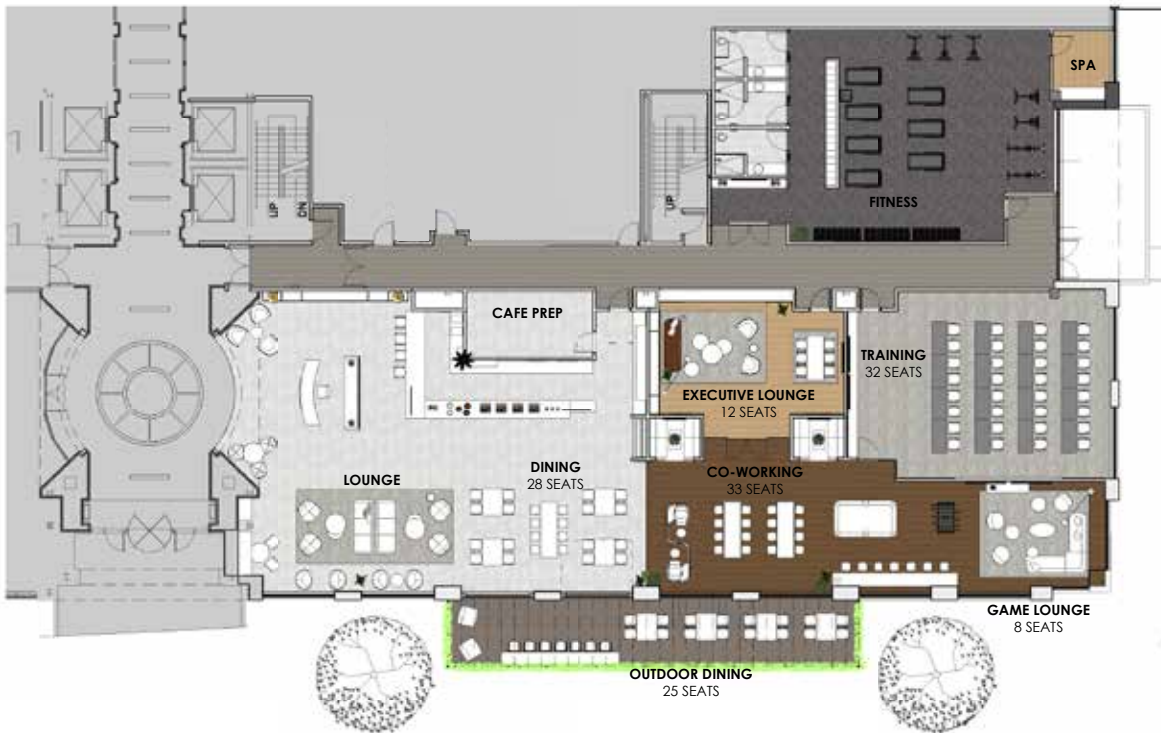 SPA
UP
DN
UP
FITNESS
CAFE PREP
TRAINING
32 SEATS
EXECUTIVE LOUNGE
12 SEATS
LOUNGE
DINING
28 SEATS
CO-WORKING
33 SEATS
GAME LOUNGE
8 SEATS
OUTDOOR DINING
25 SEATS